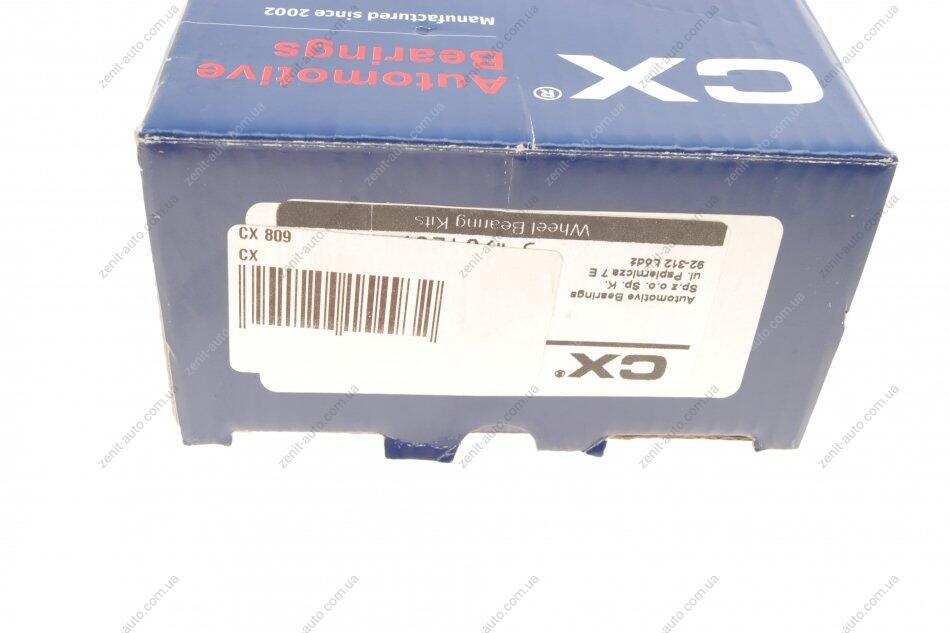 Manufactured since 2002
Automotive
Bearings
CX®
CX 809
CX
Wheel Bearing Kits
CX®
Automotive Bearings
Sp.z o.o. Sp. K.
ul. Papiernicza 7 E
92-312 Łódź
zenit-auto.com.ua